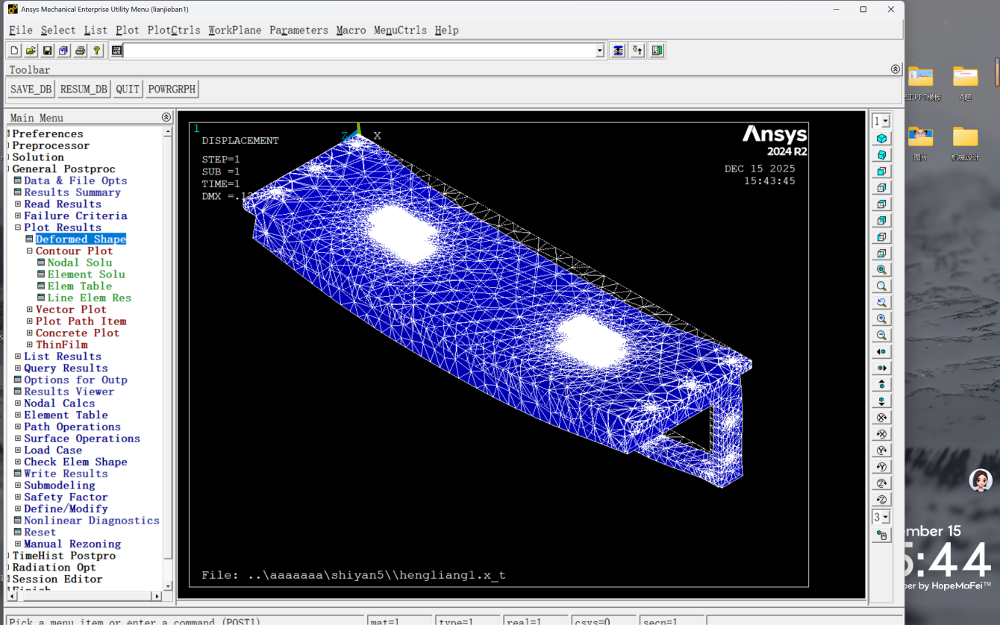 Ansys Mechanical Enterprise Utility Menu (lianjieban1)
File Select List Plot PlotCtrls WorkPlane Parameters Macro MenuCtrls Help
Toolbar
SAVE_DB RESUM_DB QUIT POWRGRPH
Main Menu
Preferences
Preprocessor
Solution
General Postproc
Data & File Opts
Results Summary
Read Results
Failure Criteria
Plot Results
Deformed Shape
Contour Plot
Nodal Solu
Element Solu
Elem Table
Line Elem Res
Vector Plot
Plot Path Item
Concrete Plot
ThinFilm
List Results
Query Results
Options for Outp
Results Viewer
Nodal Calcs
Element Table
Path Operations
Surface Operations
Load Case
Check Elem Shape
Write Results
Submodeling
Safety Factor
Define/Modify
Nonlinear Diagnostics
Reset
Manual Rezoning
TimeHist Postpro
Radiation Opt
Session Editor
Finish
1
DISPLACEMENT
STEP=1
SUB =1
TIME=1
DMX =.1
Z X
Ansys
2024 R2
DEC 15 2025
15:43:45
File: ..\aaaaaaa\shiyan5\\hengliang1.x_t
1
3
Pick a menu item or enter a command (POST1)
mat=1 type=1 real=1 csys=0 secn=1
工PPT模板
A题
图片
机械设计
mber 15
5:44
per by HopeMaFei™